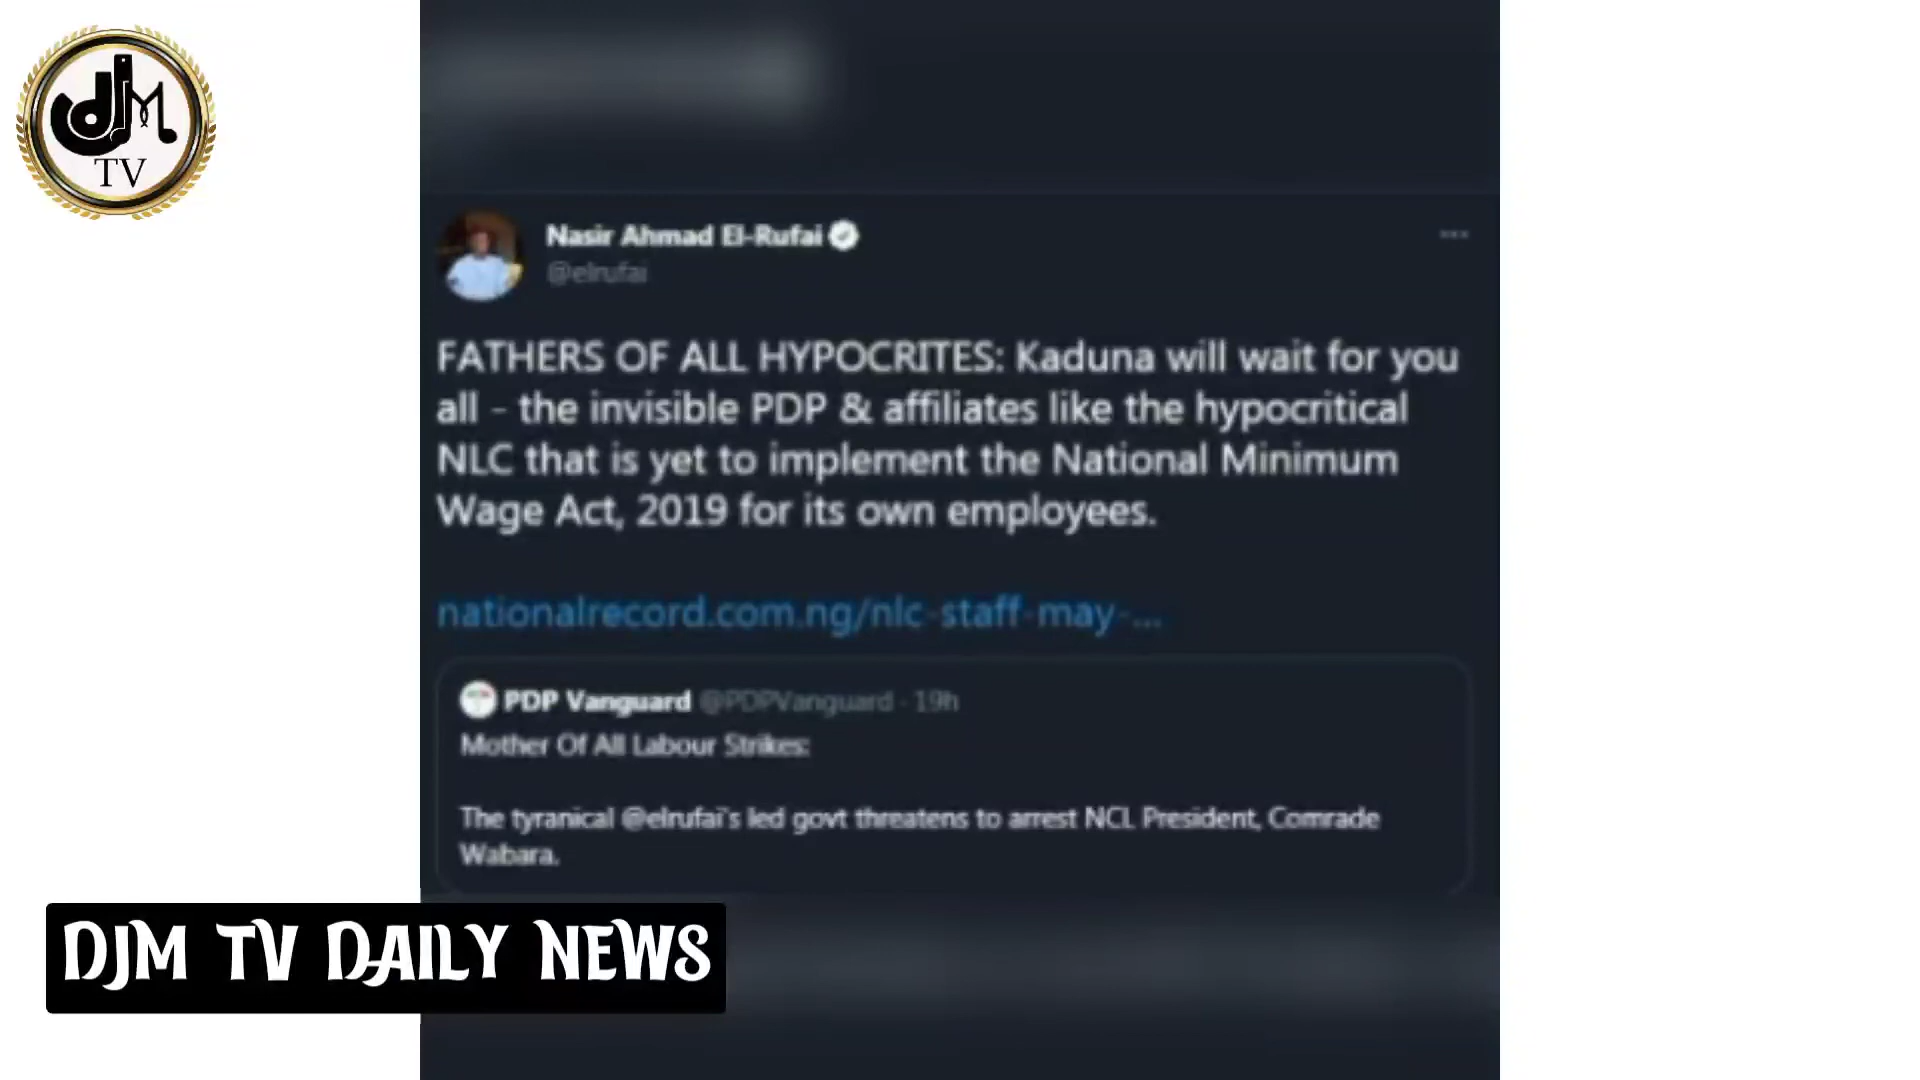 dJM
TV
Nasir Ahmad El-Rufai
@elrufai
FATHERS OF ALL HYPOCRITES: Kaduna will wait for you
all - the invisible PDP & affiliates like the hypocritical
NLC that is yet to implement the National Minimum
Wage Act, 2019 for its own employees.
nationalrecord.com.ng/nlc-staff-may-...
PDP Vanguard @PDPVanguard · 19h
Mother Of All Labour Strikes:
The tyranical @elrufai's led govt threatens to arrest NCL President, Comrade
Wabara.
DJM TV DAILY NEWS